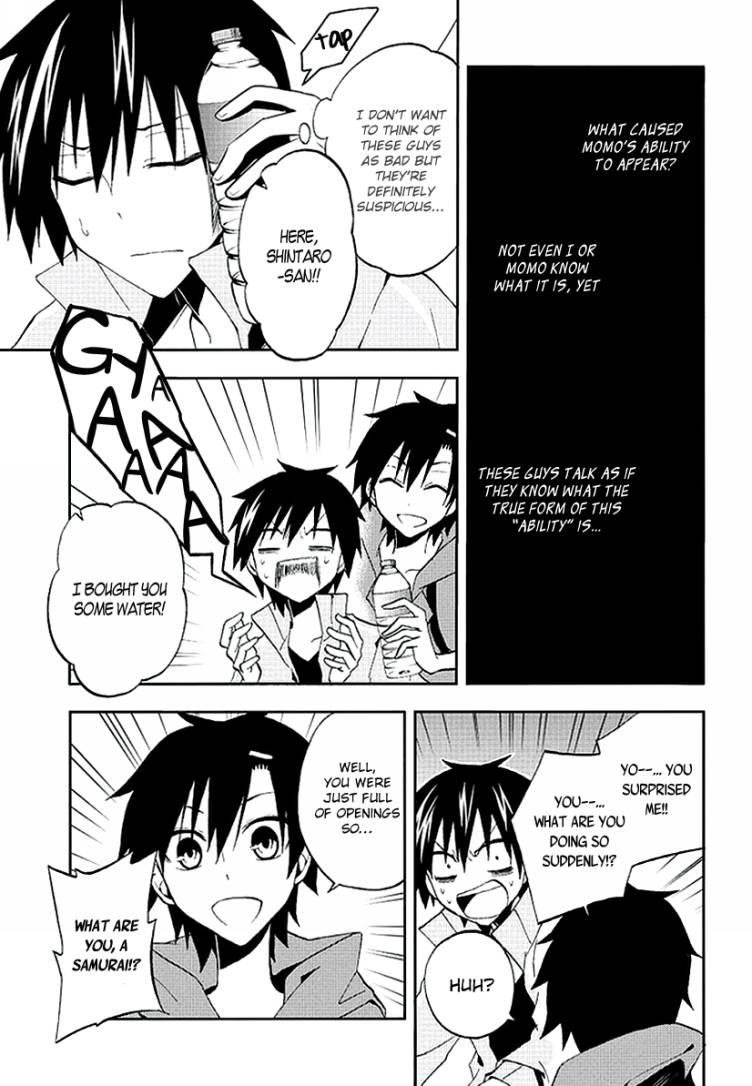 WHAT CAUSED
MOMO'S ABILITY
TO APPEAR?
NOT EVEN I OR
MOMO KNOW
WHAT IT IS, YET
THESE GUYS TALK AS IF
THEY KNOW WHAT THE
TRUE FORM OF THIS
"ABILITY" IS...
tap
I DON'T WANT
TO THINK OF
THESE GUYS
AS BAD BUT
THEY'RE
DEFINITELY
SUSPICIOUS...
HERE,
SHINTARO
-SAN!!
GYAAAAAAA
I BOUGHT YOU
SOME WATER!
YO--... YOU
SURPRISED
ME!!
YOU--...
WHAT ARE YOU
DOING SO
SUDDENLY!?
HUH?
WELL,
YOU WERE
JUST FULL
OF OPENINGS
SO...
WHAT ARE
YOU, A
SAMURAI!?